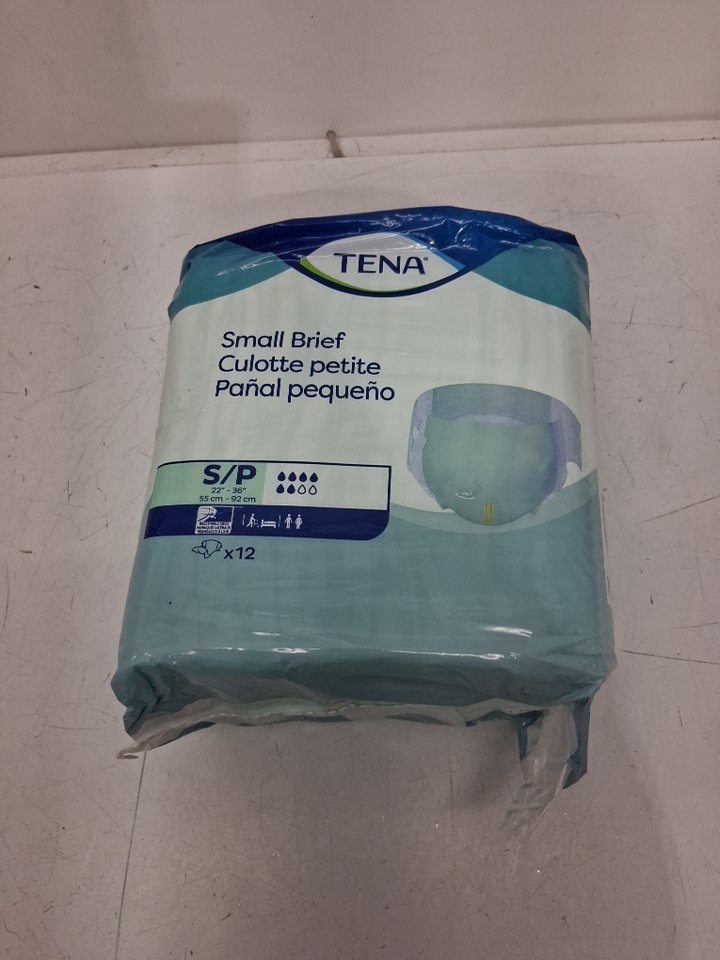 TENA®
Small Brief
Culotte petite
Pañal pequeño
S/P
22" - 36"
55 cm - 92 cm
x12